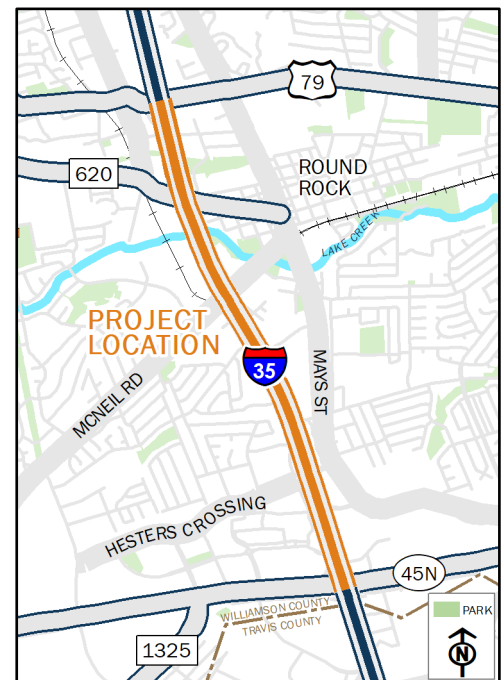 79
620
ROUND
ROCK
LAKE CREEK
PROJECT
LOCATION
35
MAYS ST
MCNEIL RD
HESTERS CROSSING
45N
WILLIAMSON COUNTY
TRAVIS COUNTY
PARK
1325
N